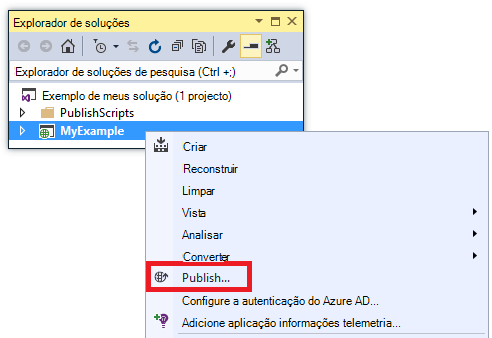 Explorador de soluções
Explorador de soluções de pesquisa (Ctrl +;)
Exemplo de meus solução (1 projecto)
PublishScripts
MyExample
Criar
Reconstruir
Limpar
Vista
Analisar
Converter
Publish...
Configure a autenticação do Azure AD...
Adicione aplicação informações telemetria...